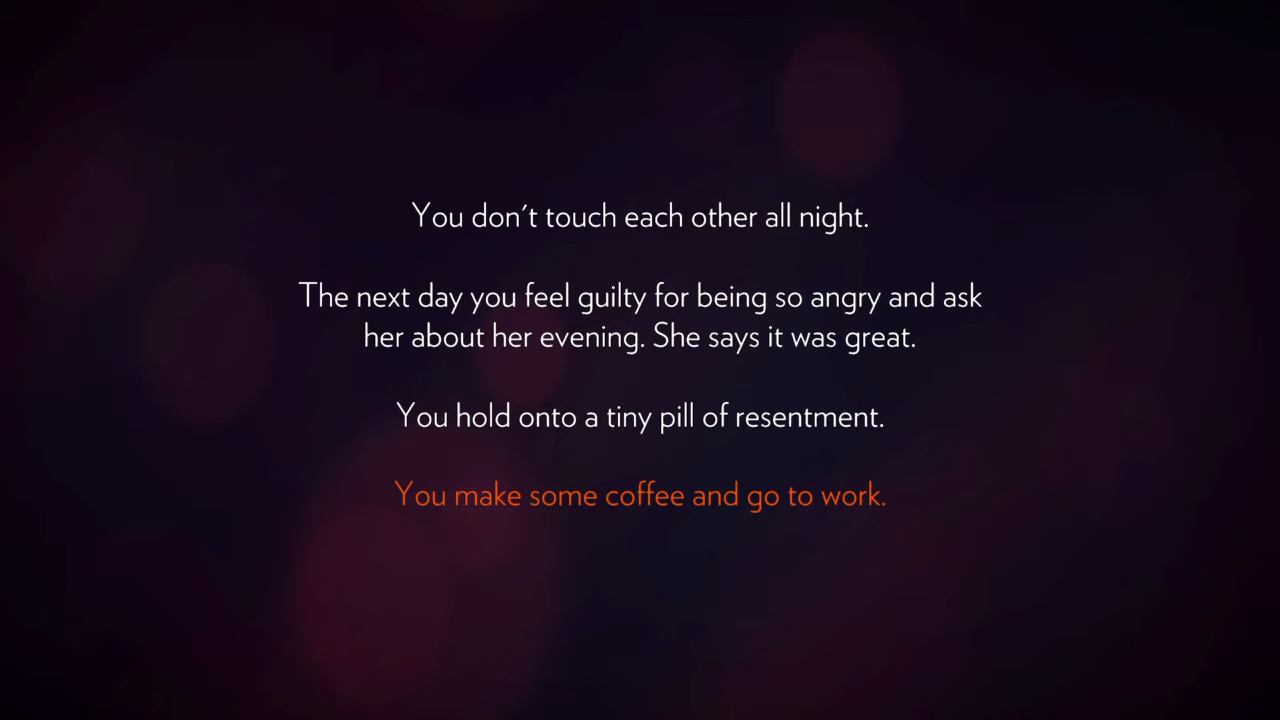 You don't touch each other all night.
The next day you feel guilty for being so angry and ask
her about her evening. She says it was great.
You hold onto a tiny pill of resentment.
You make some coffee and go to work.